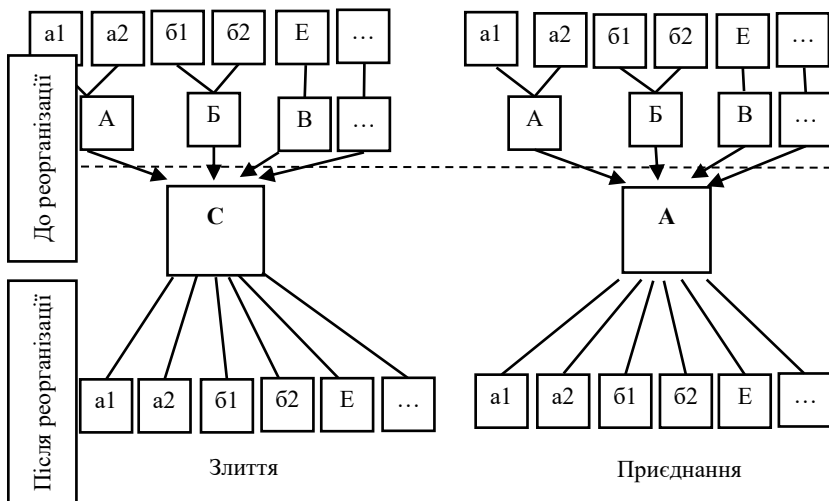 а1 а2 б1 б2 Е … а1 а2 б1 б2 Е …
А Б В … А Б В …
До реорганізації
С А
Після реорганізації
а1 а2 б1 б2 Е … а1 а2 б1 б2 Е …
Злиття Приєднання